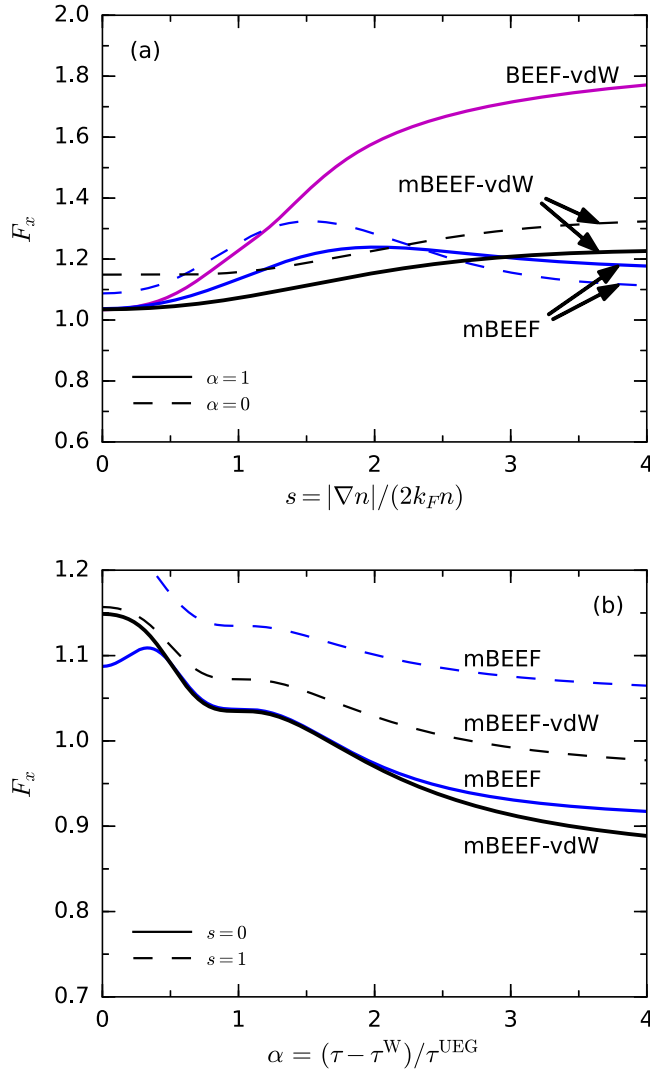 (a)
BEEF-vdW
mBEEF-vdW
mBEEF
α=1
α=0
2.0
1.8
1.6
1.4
1.2
1.0
0.8
0.6
F_x
0 1 2 3 4
s = |∇n|/(2k_F n)
(b)
mBEEF
mBEEF-vdW
mBEEF
mBEEF-vdW
s=0
s=1
1.2
1.1
1.0
0.9
0.8
0.7
F_x
0 1 2 3 4
α = (τ − τ^W)/τ^UEG